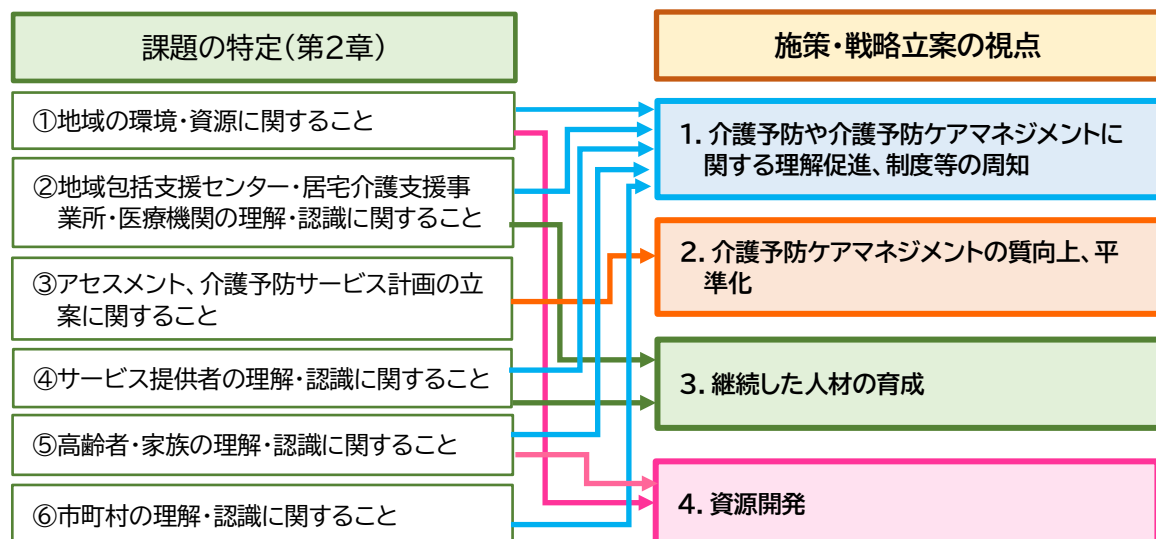 課題の特定(第2章)
①地域の環境・資源に関すること
②地域包括支援センター・居宅介護支援事
業所・医療機関の理解・認識に関すること
③アセスメント、介護予防サービス計画の立
案に関すること
④サービス提供者の理解・認識に関すること
⑤高齢者・家族の理解・認識に関すること
⑥市町村の理解・認識に関すること
施策・戦略立案の視点
1. 介護予防や介護予防ケアマネジメントに
関する理解促進、制度等の周知
2. 介護予防ケアマネジメントの質向上、平
準化
3. 継続した人材の育成
4. 資源開発